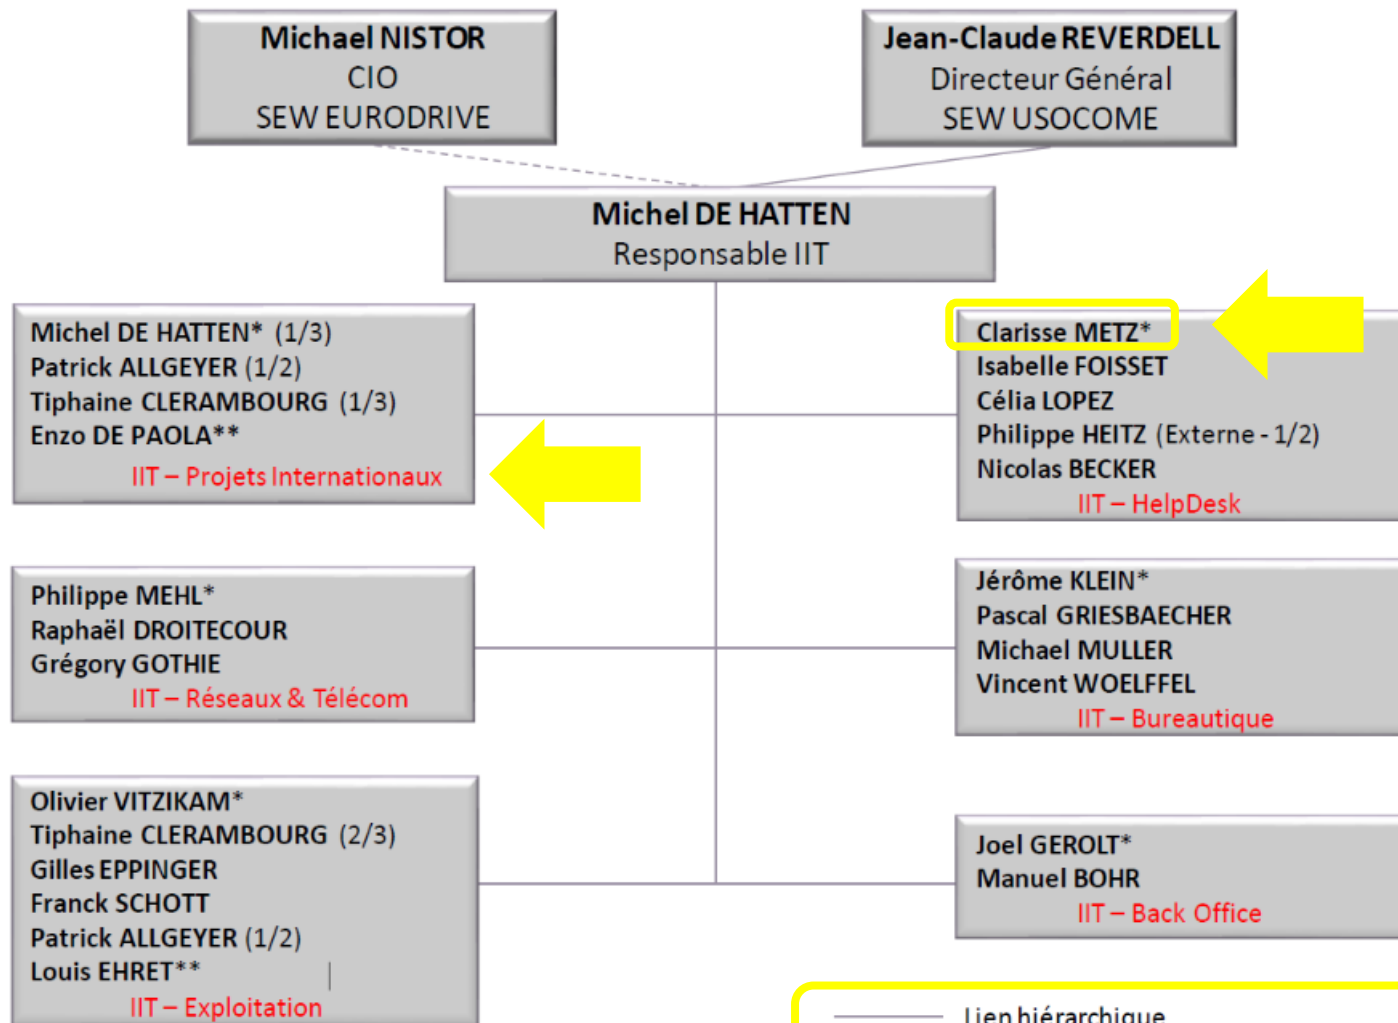 Michael NISTOR
CIO
SEW EURODRIVE
Jean-Claude REVERDELL
Directeur Général
SEW USOCOME
Michel DE HATTEN
Responsable IIT
Michel DE HATTEN* (1/3)
Patrick ALLGEYER (1/2)
Tiphaine CLERAMBOURG (1/3)
Enzo DE PAOLA**
IIT – Projets Internationaux
Clarisse METZ*
Isabelle FOISSET
Célia LOPEZ
Philippe HEITZ (Externe - 1/2)
Nicolas BECKER
IIT – HelpDesk
Philippe MEHL*
Raphaël DROITECOUR
Grégory GOTHIE
IIT – Réseaux & Télécom
Jérôme KLEIN*
Pascal GRIESBAECHER
Michael MULLER
Vincent WOELFFEL
IIT – Bureautique
Olivier VITZIKAM*
Tiphaine CLERAMBOURG (2/3)
Gilles EPPINGER
Franck SCHOTT
Patrick ALLGEYER (1/2)
Louis EHRET**
IIT – Exploitation
Joel GEROLT*
Manuel BOHR
IIT – Back Office
Lien hiérarchique